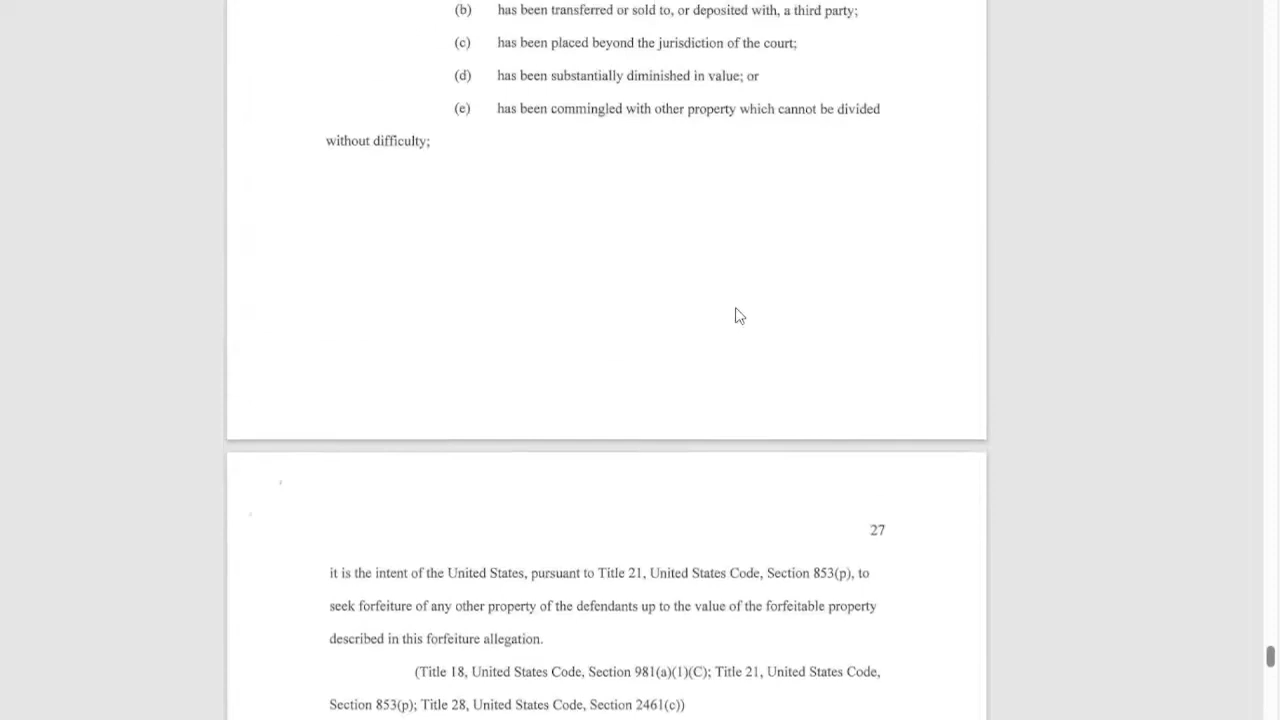 (b) has been transferred or sold to, or deposited with, a third party;
(c) has been placed beyond the jurisdiction of the court;
(d) has been substantially diminished in value; or
(e) has been commingled with other property which cannot be divided
without difficulty;
27
it is the intent of the United States, pursuant to Title 21, United States Code, Section 853(p), to
seek forfeiture of any other property of the defendants up to the value of the forfeitable property
described in this forfeiture allegation.
(Title 18, United States Code, Section 981(a)(1)(C); Title 21, United States Code,
Section 853(p); Title 28, United States Code, Section 2461(c))